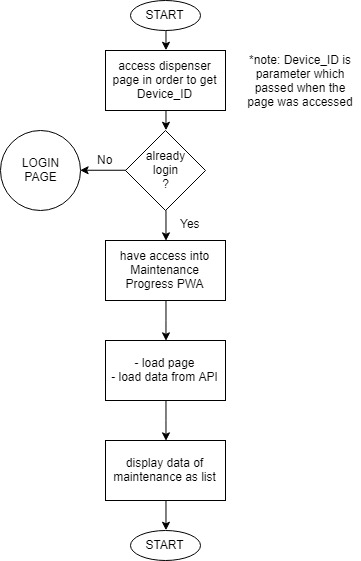 START
access dispenser
page in order to get
Device_ID
*note: Device_ID is
parameter which
passed when the
page was accessed
already
login
?
No
LOGIN
PAGE
Yes
have access into
Maintenance
Progress PWA
- load page
- load data from API
display data of
maintenance as list
START